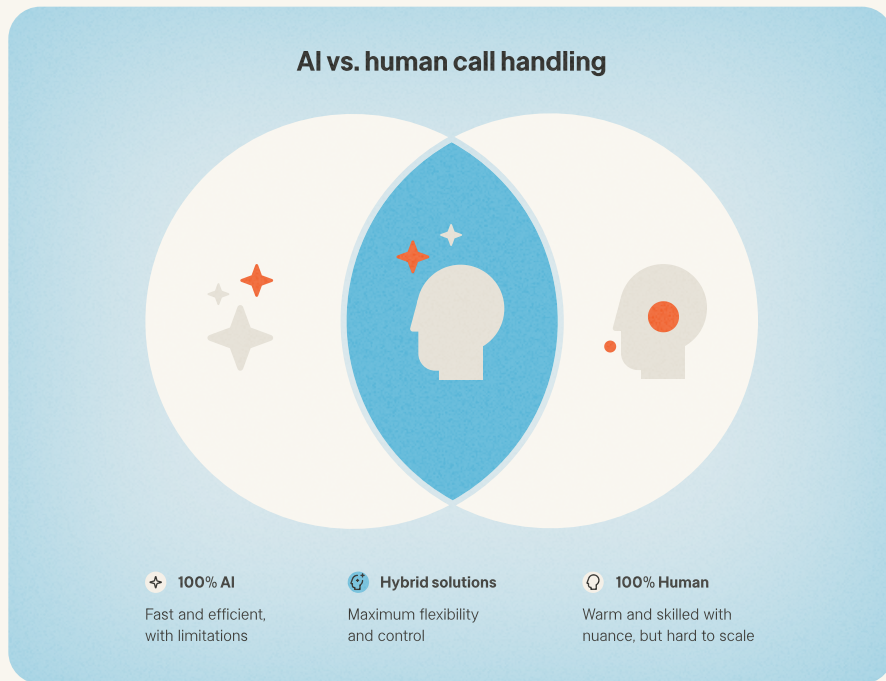 AI vs. human call handling
100% AI
Fast and efficient,
with limitations
Hybrid solutions
Maximum flexibility
and control
100% Human
Warm and skilled with
nuance, but hard to scale